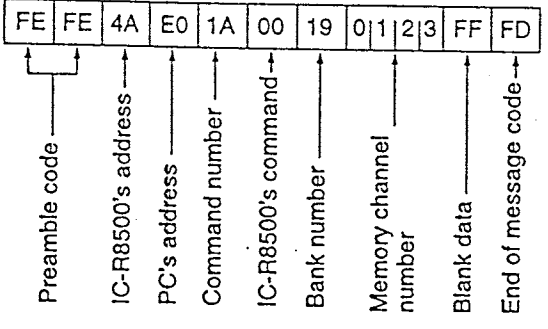 FE FE 4A E0 1A 00 19 0 1 2 3 FF FD
Preamble code
IC-R8500's address
PC's address
Command number
IC-R8500's command
Bank number
Memory channel
number
Blank data
End of message code